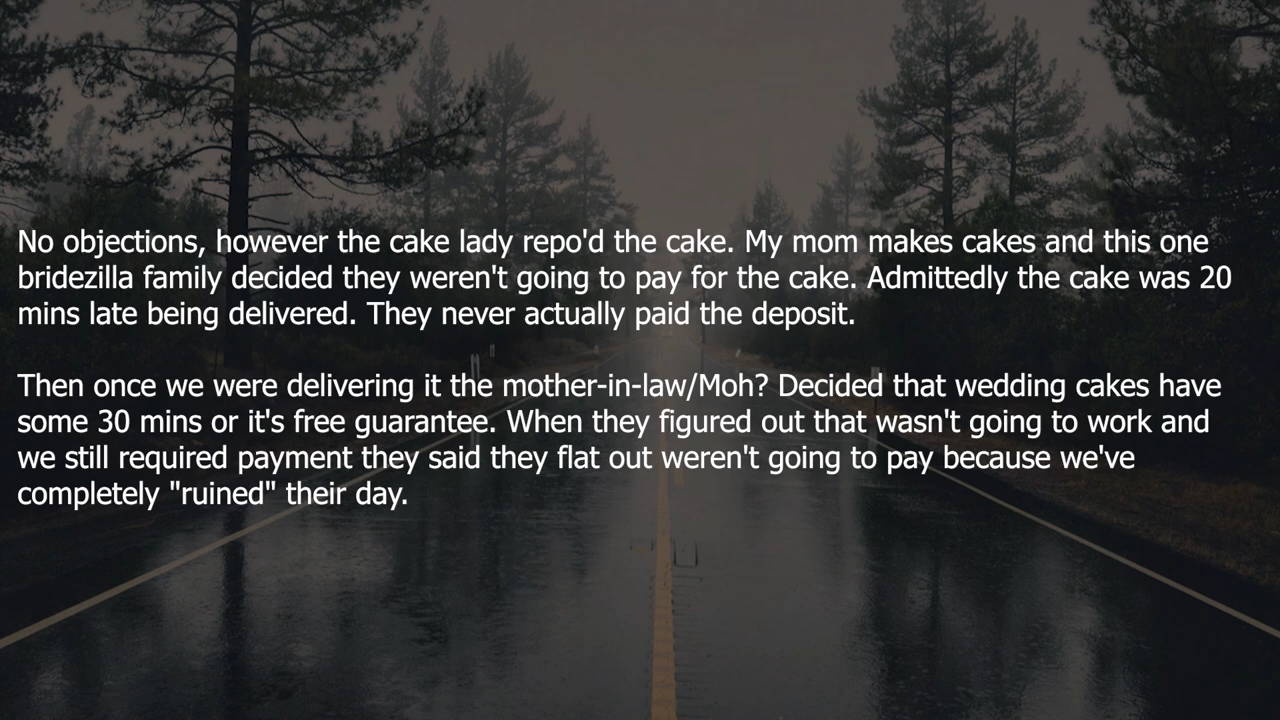 No objections, however the cake lady repo'd the cake. My mom makes cakes and this one
bridezilla family decided they weren't going to pay for the cake. Admittedly the cake was 20
mins late being delivered. They never actually paid the deposit.
Then once we were delivering it the mother-in-law/Moh? Decided that wedding cakes have
some 30 mins or it's free guarantee. When they figured out that wasn't going to work and
we still required payment they said they flat out weren't going to pay because we've
completely "ruined" their day.